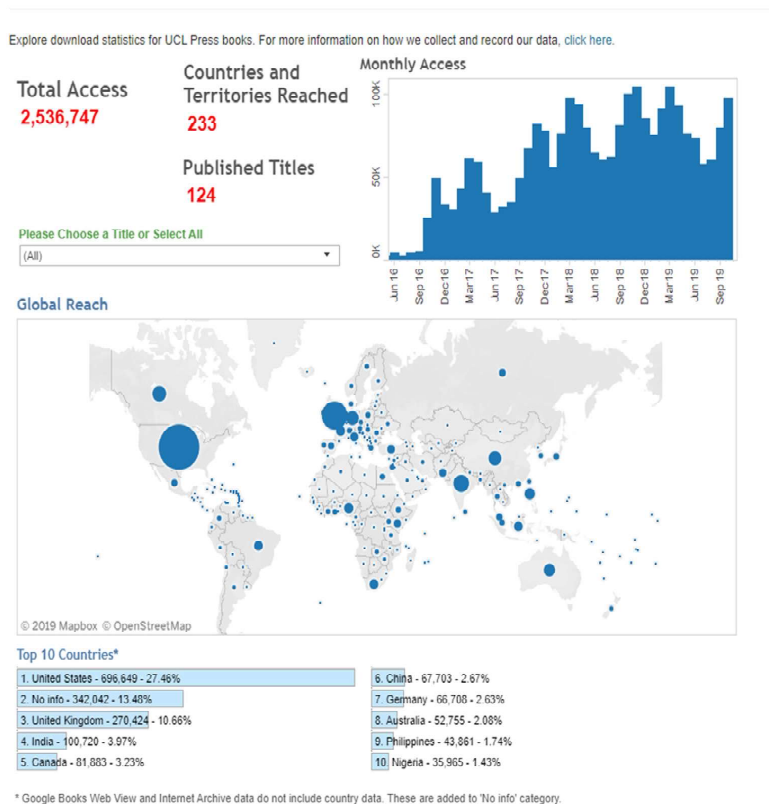 Explore download statistics for UCL Press books. For more information on how we collect and record our data, click here.
Total Access
2,536,747
Countries and
Territories Reached
233
Published Titles
124
Please Choose a Title or Select All
(All)
Monthly Access
100K
50K
0K
Jun 16
Sep 16
Dec16
Mar17
Jun 17
Sep 17
Dec17
Mar18
Jun 18
Sep 18
Dec18
Mar 19
Jun 19
Sep 19
Global Reach
© 2019 Mapbox © OpenStreetMap
Top 10 Countries*
1. United States - 696,649 - 27.46%
2. No info - 342,042 - 13.48%
3. United Kingdom - 270,424 - 10.66%
4. India - 100,720 - 3.97%
5. Canada - 81,883 - 3.23%
6. China - 67,703 - 2.67%
7. Germany - 66,708 - 2.63%
8. Australia - 52,755 - 2.08%
9. Philippines - 43,861 - 1.74%
10. Nigeria - 35,965 - 1.43%
* Google Books Web View and Internet Archive data do not include country data. These are added to 'No info' category.